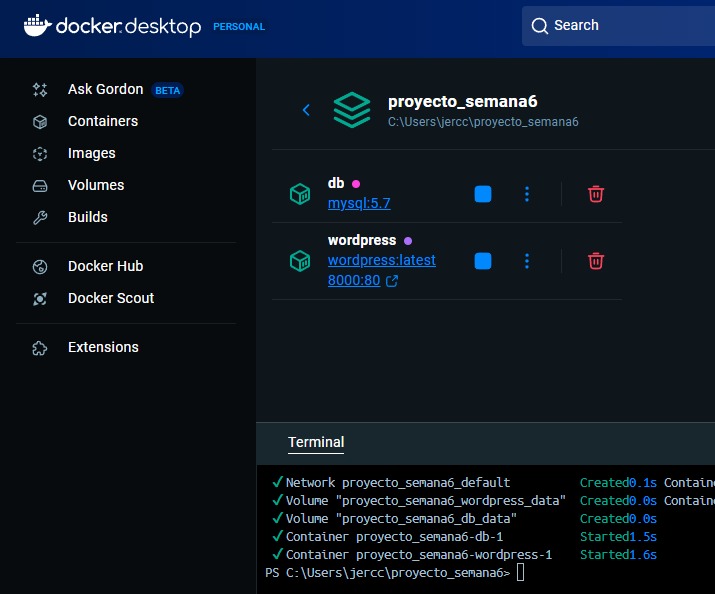 docker desktop PERSONAL
Search
Ask Gordon BETA
Containers
Images
Volumes
Builds
Docker Hub
Docker Scout
Extensions
proyecto_semana6
C:\Users\jercc\proyecto_semana6
db
mysql:5.7
wordpress
wordpress:latest
8000:80
Terminal
✓Network proyecto_semana6_default Created0.1s Contain
✓Volume "proyecto_semana6_wordpress_data" Created0.0s Contain
✓Volume "proyecto_semana6_db_data" Created0.0s
✓Container proyecto_semana6-db-1 Started1.5s
✓Container proyecto_semana6-wordpress-1 Started1.6s
PS C:\Users\jercc\proyecto_semana6>